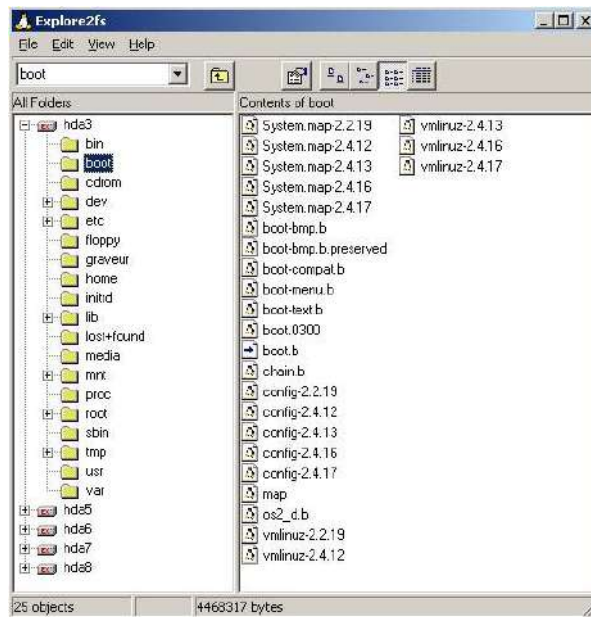 Explore2fs
File Edit View Help
boot
All Folders
Contents of boot
hda3
bin
boot
cdrom
dev
etc
floppy
graveur
home
initrd
lib
lost+found
media
mnt
proc
root
sbin
tmp
usr
var
hda5
hda6
hda7
hda8
System.map-2.2.19
System.map-2.4.12
System.map-2.4.13
System.map-2.4.16
System.map-2.4.17
boot-bmp.b
boot-bmp.b.preserved
boot-compat.b
boot-menu.b
boot-text.b
boot.0300
boot.b
chain.b
config-2.2.19
config-2.4.12
config-2.4.13
config-2.4.16
config-2.4.17
map
os2_d.b
vmlinuz-2.2.19
vmlinuz-2.4.12
vmlinuz-2.4.13
vmlinuz-2.4.16
vmlinuz-2.4.17
25 objects
4468317 bytes